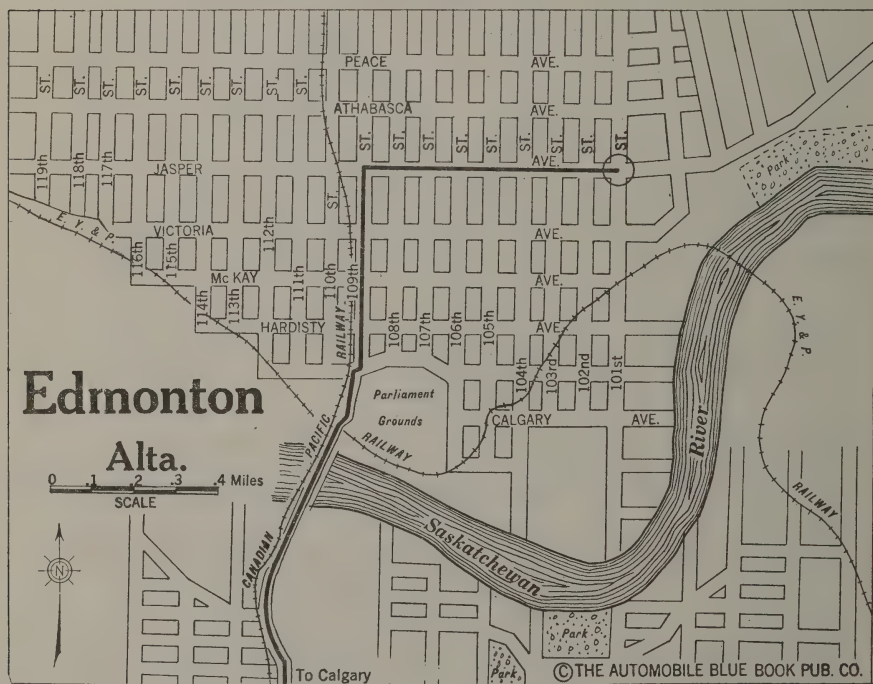 PEACE AVE.
ST. ST. ST. ST. ST. ST. ST. ST. ST. ST.
ATHABASCA AVE.
ST. ST. ST. ST. ST. ST. ST. ST. ST.
JASPER AVE.
Park
119th 118th 117th
ST.
E. Y. & P.
VICTORIA AVE.
116th 115th 112th
Mc KAY AVE.
114th 113th 111th 110th 109th
HARDISTY AVE.
RAILWAY
108th 107th 106th 105th
104th 103rd 102nd 101st
E. Y. & P.
Edmonton
Alta.
Parliament
Grounds
CALGARY AVE.
RAILWAY
PACIFIC
River
0 .1 .2 .3 .4 Miles
SCALE
RAILWAY
Saskatchewan
CANADIAN
N
Park
Park
To Calgary
© THE AUTOMOBILE BLUE BOOK PUB. CO.